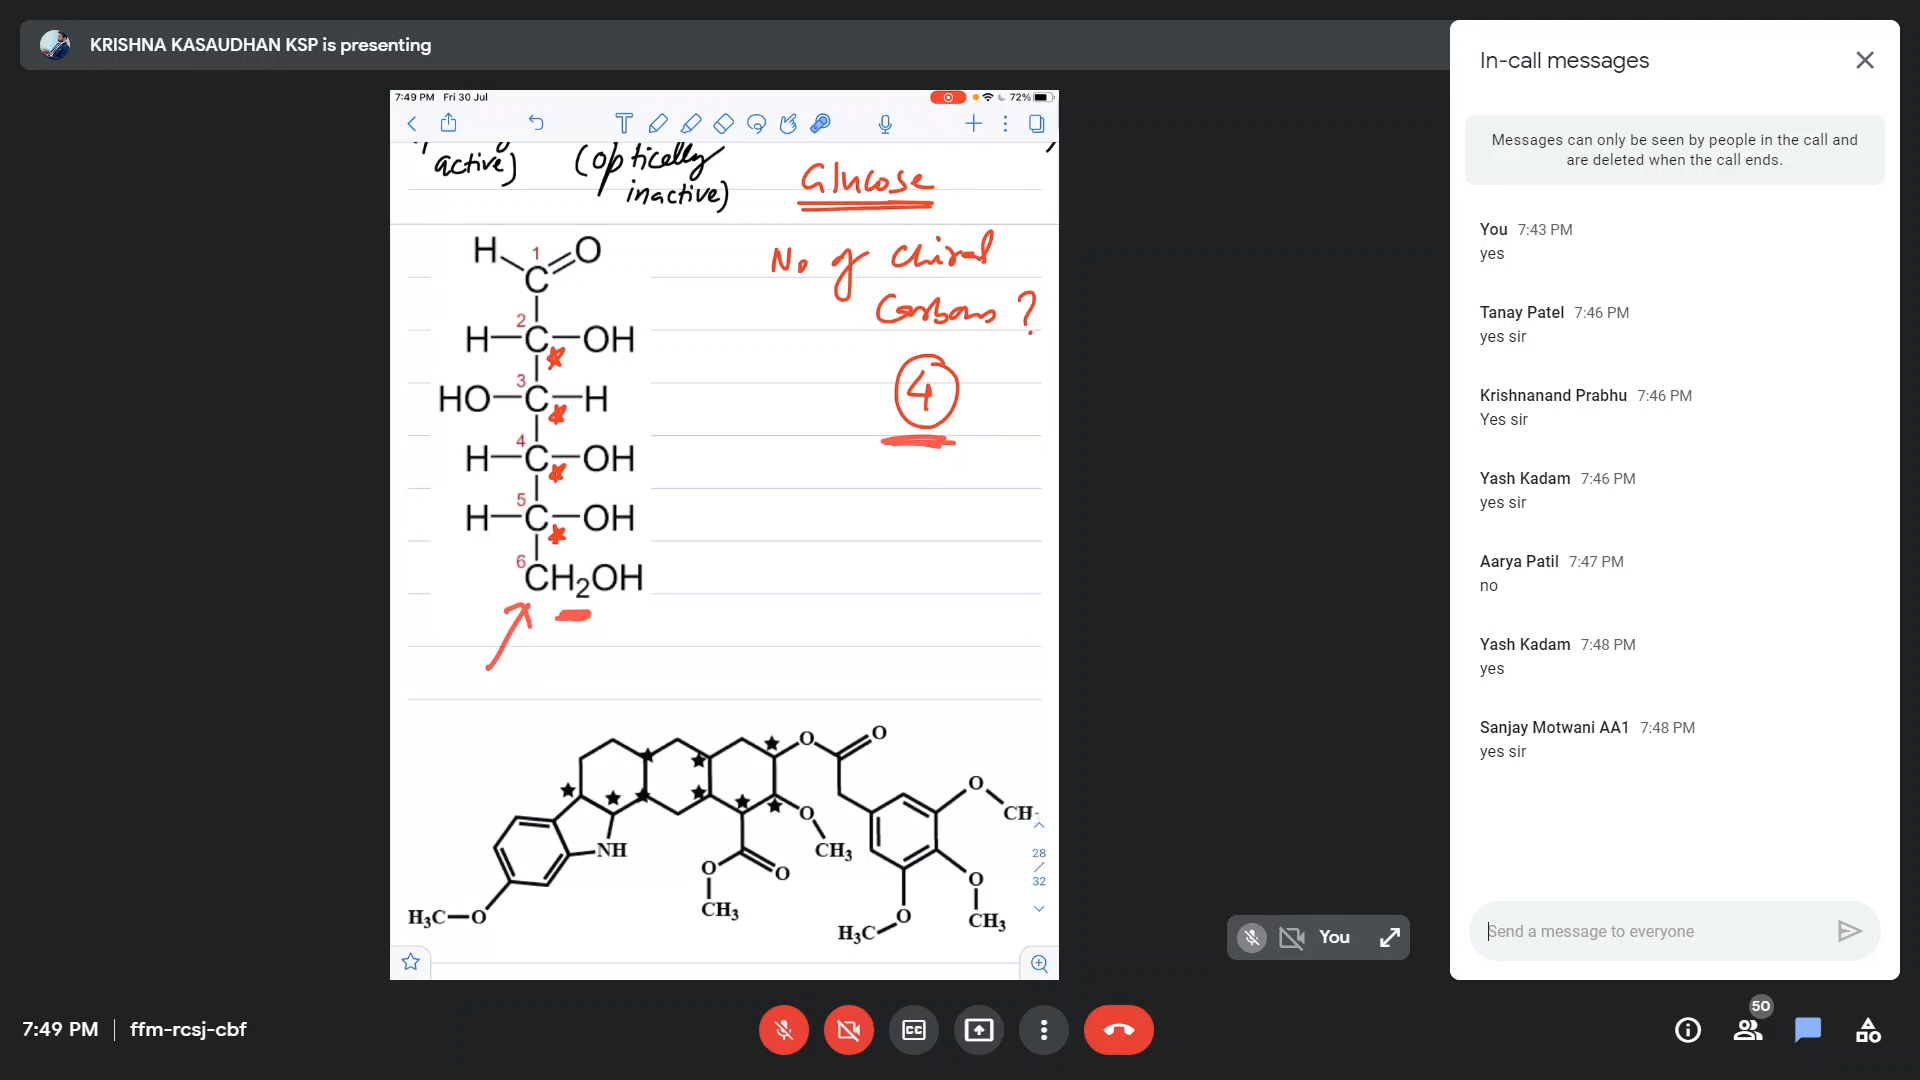 KRISHNA KASAUDHAN KSP is presenting
7:49 PM Fri 30 Jul
72%
active) (optically
inactive)
Glucose
No of Chiral
Carbons ?
4
H 1 O
C
2
H C OH
3
HO C H
4
H C OH
5
H C OH
6
CH2OH
O O
O
CH
NH
O
CH3
O O
CH3
O
CH3
H3C O
O
H3C
28
32
In-call messages
Messages can only be seen by people in the call and
are deleted when the call ends.
You 7:43 PM
yes
Tanay Patel 7:46 PM
yes sir
Krishnanand Prabhu 7:46 PM
Yes sir
Yash Kadam 7:46 PM
yes sir
Aarya Patil 7:47 PM
no
Yash Kadam 7:48 PM
yes
Sanjay Motwani AA1 7:48 PM
yes sir
Send a message to everyone
You
7:49 PM ffm-rcsj-cbf
CC
50